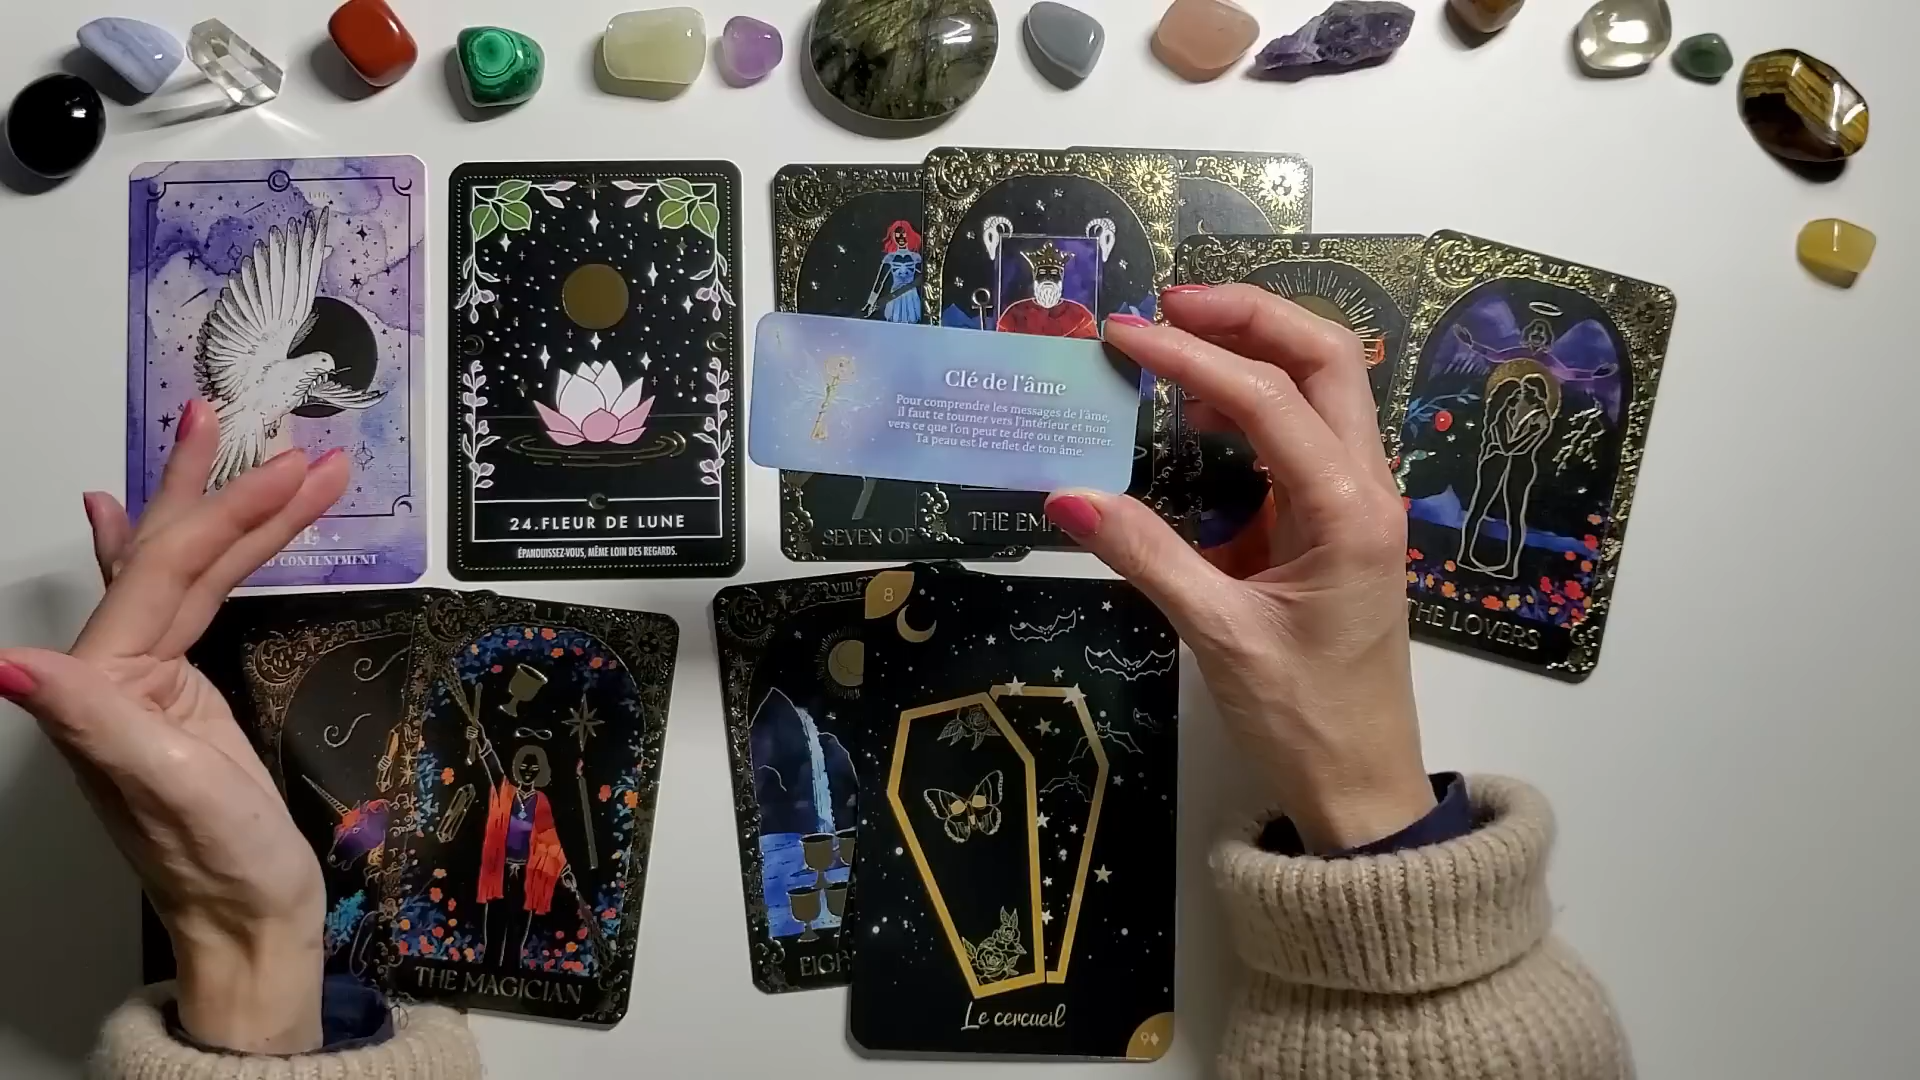 CONTENTMENT
24.FLEUR DE LUNE
ÉPANOUISSEZ-VOUS, MÊME LOIN DES REGARDS.
VII
SEVEN OF
IV
THE EMP
V
Clé de l'âme
Pour comprendre les messages de l'âme,
il faut te tourner vers l'intérieur et non
vers ce que l'on peut te dire ou te montrer.
Ta peau est le reflet de ton âme.
VI
THE LOVERS
KN
I
THE MAGICIAN
VIII
EIGH
8
Le cercueil
9♦